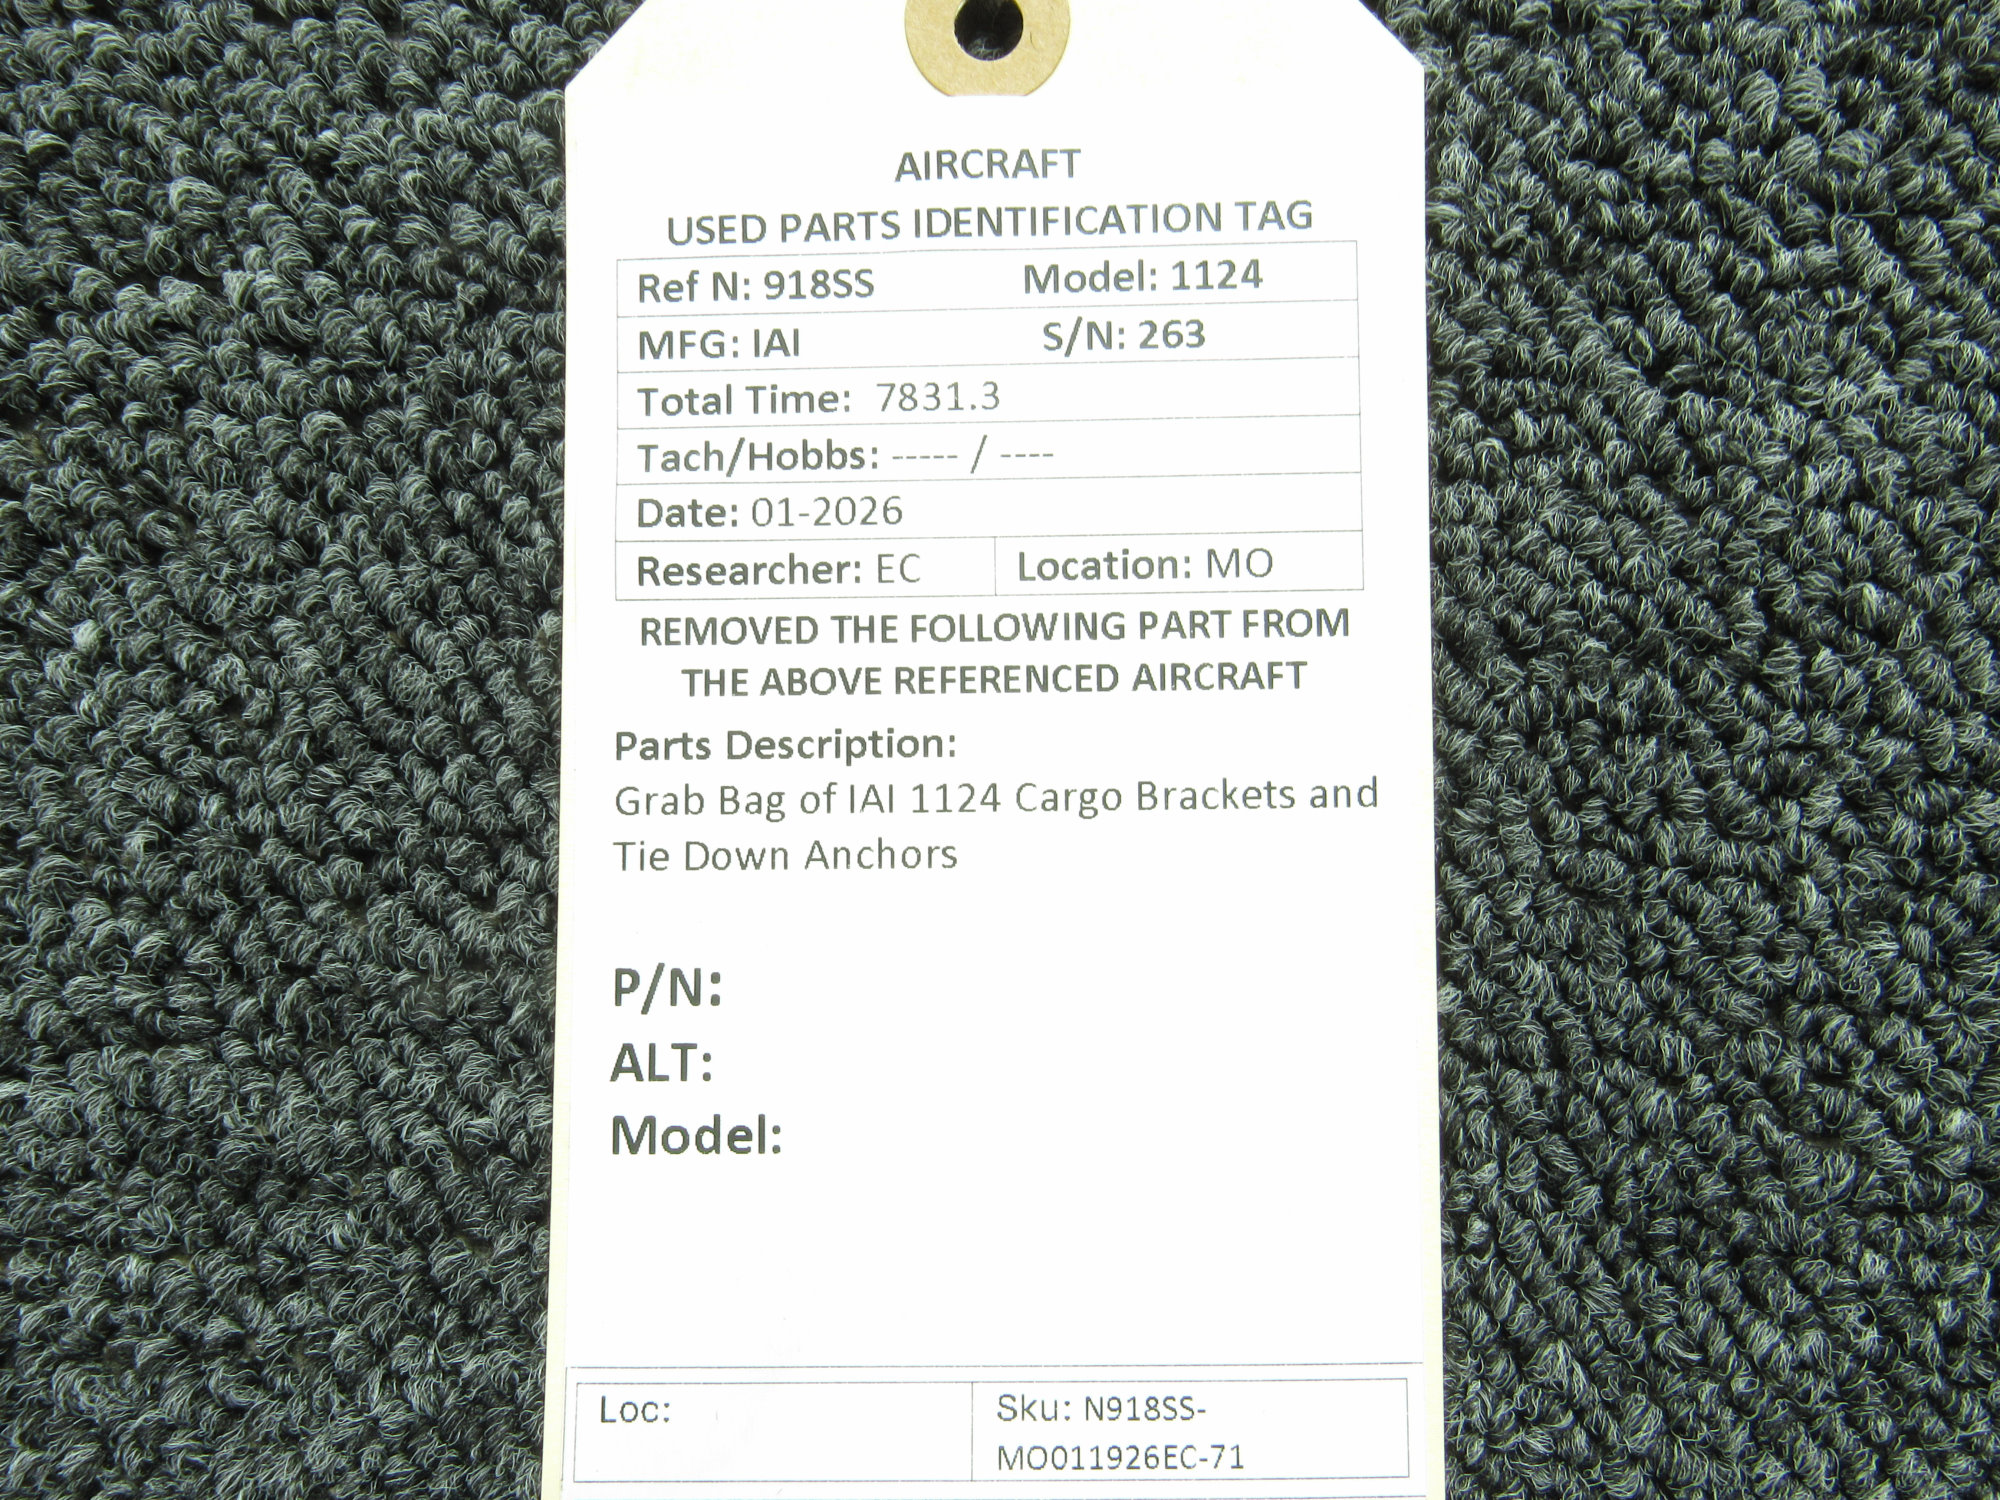 AIRCRAFT
USED PARTS IDENTIFICATION TAG
Ref N: 918SS Model: 1124
MFG: IAI S/N: 263
Total Time: 7831.3
Tach/Hobbs: ----- / ----
Date: 01-2026
Researcher: EC Location: MO
REMOVED THE FOLLOWING PART FROM
THE ABOVE REFERENCED AIRCRAFT
Parts Description:
Grab Bag of IAI 1124 Cargo Brackets and
Tie Down Anchors
P/N:
ALT:
Model:
Loc: Sku: N918SS-
MO011926EC-71